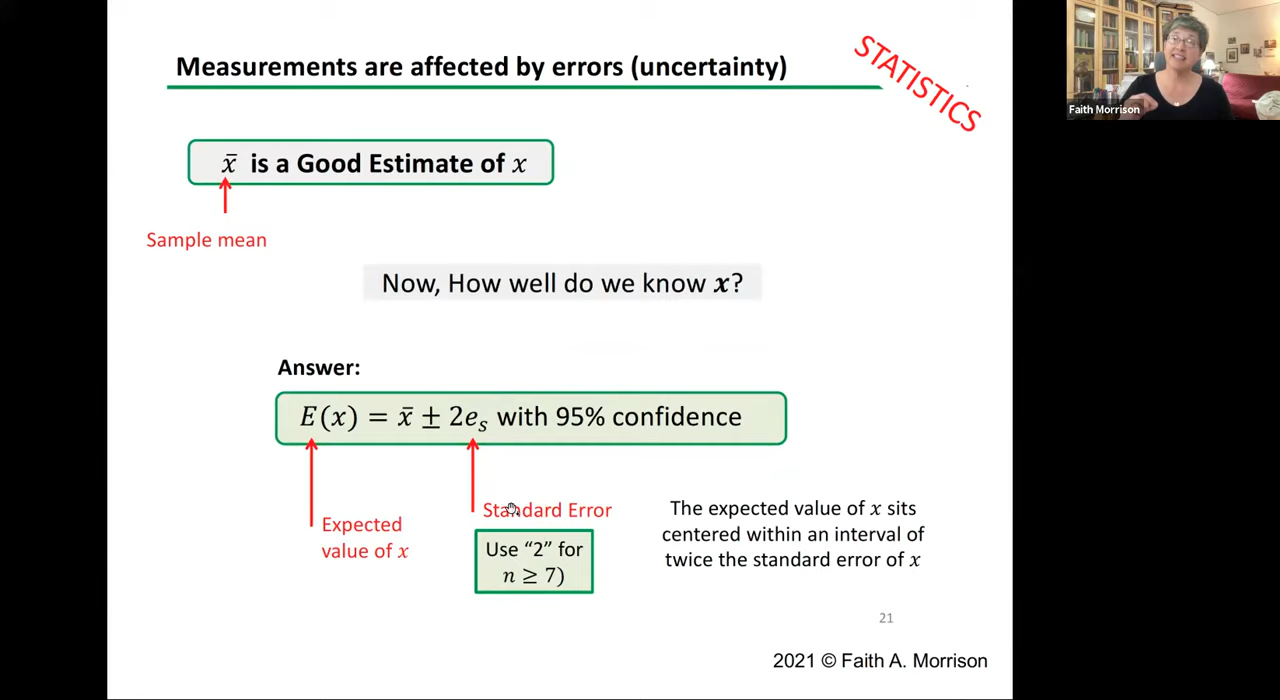 Measurements are affected by errors (uncertainty)
STATISTICS
Faith Morrison
x̄ is a Good Estimate of x
Sample mean
Now, How well do we know x?
Answer:
E(x) = x̄ ± 2eₛ with 95% confidence
Expected
value of x
Standard Error
Use “2” for
n ≥ 7)
The expected value of x sits
centered within an interval of
twice the standard error of x
21
2021 © Faith A. Morrison